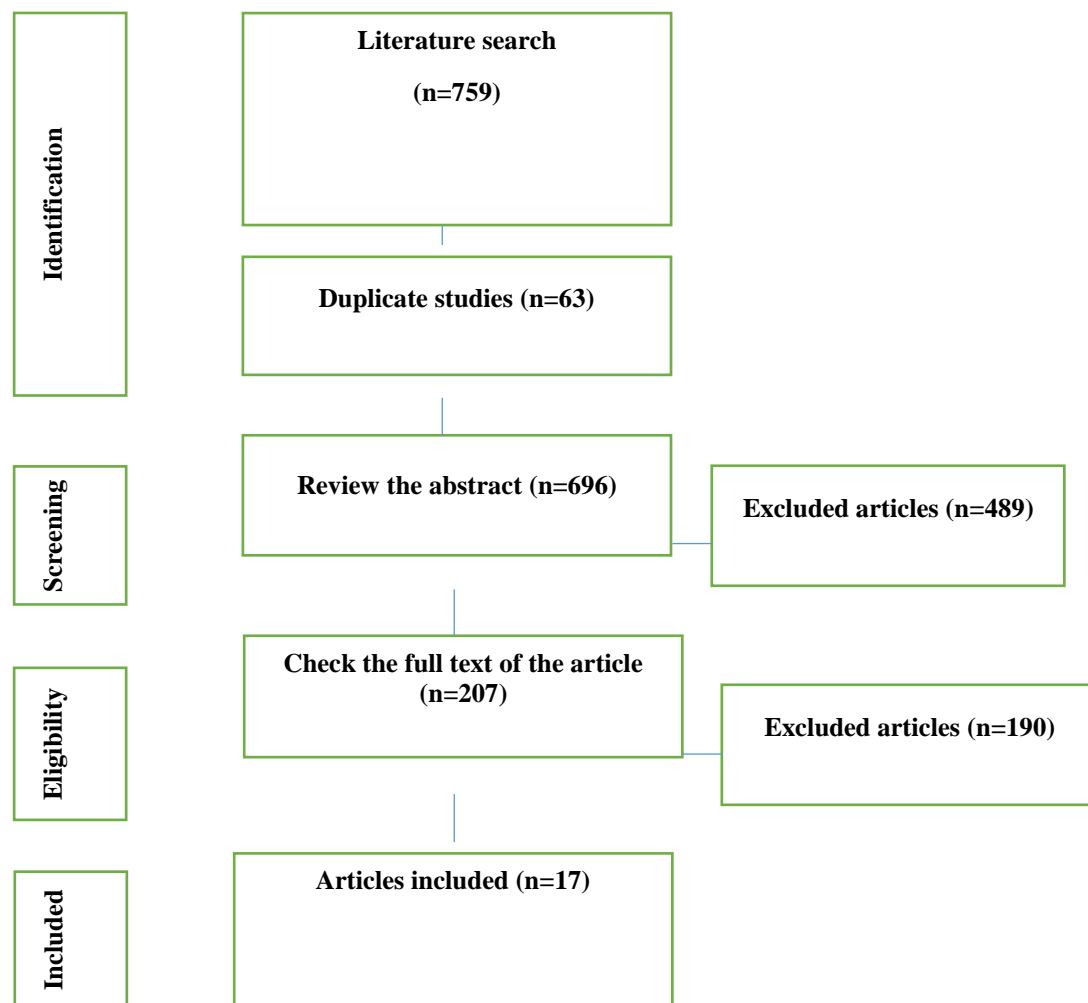 Identification
Literature search
(n=759)
Duplicate studies (n=63)
Screening
Review the abstract (n=696)
Excluded articles (n=489)
Eligibility
Check the full text of the article
(n=207)
Excluded articles (n=190)
Included
Articles included (n=17)